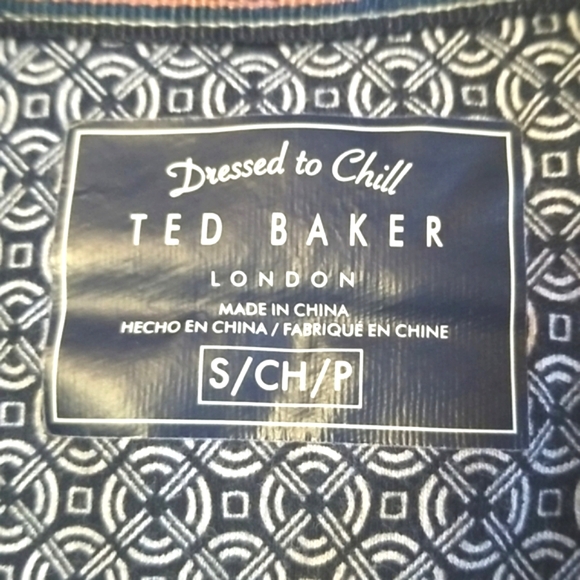 Dressed to Chill
TED BAKER
LONDON
MADE IN CHINA
HECHO EN CHINA / FABRIQUÉ EN CHINE
S/CH/P